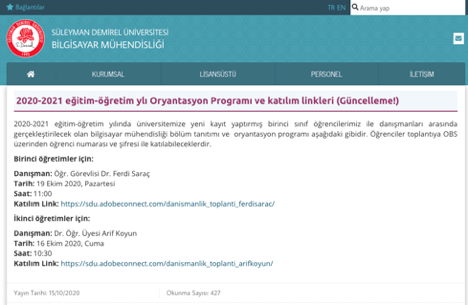 Bağlantılar
TR EN
Arama yap
SÜLEYMAN DEMİREL ÜNİVERSİTESİ
BİLGİSAYAR MÜHENDİSLİĞİ
KURUMSAL LİSANSÜSTÜ PERSONEL İLETİŞİM
2020-2021 eğitim-öğretim ylı Oryantasyon Programı ve katılım linkleri (Güncelleme!)
2020-2021 eğitim-öğretim yılında üniversitemize yeni kayıt yaptırmış birinci sınıf öğrencilerimiz ile danışmanları arasında
gerçekleştirilecek olan bilgisayar mühendisliği bölüm tanıtımı ve oryantasyon programı aşağıdaki gibidir. Öğrenciler toplantıya OBS
üzerinden öğrenci numarası ve şifresi ile katılabileceklerdir.
Birinci öğretimler için:
Danışman: Öğr. Görevlisi Dr. Ferdi Saraç
Tarih: 19 Ekim 2020, Pazartesi
Saat: 11:00
Katılım Link: https://sdu.adobeconnect.com/danismanlik_toplanti_ferdisarac/
İkinci öğretimler için:
Danışman: Dr. Öğr. Üyesi Arif Koyun
Tarih: 16 Ekim 2020, Cuma
Saat: 10:30
Katılım Link: https://sdu.adobeconnect.com/danismanlik_toplanti_arifkoyun/
Yayın Tarihi: 15/10/2020 Okunma Sayısı: 427